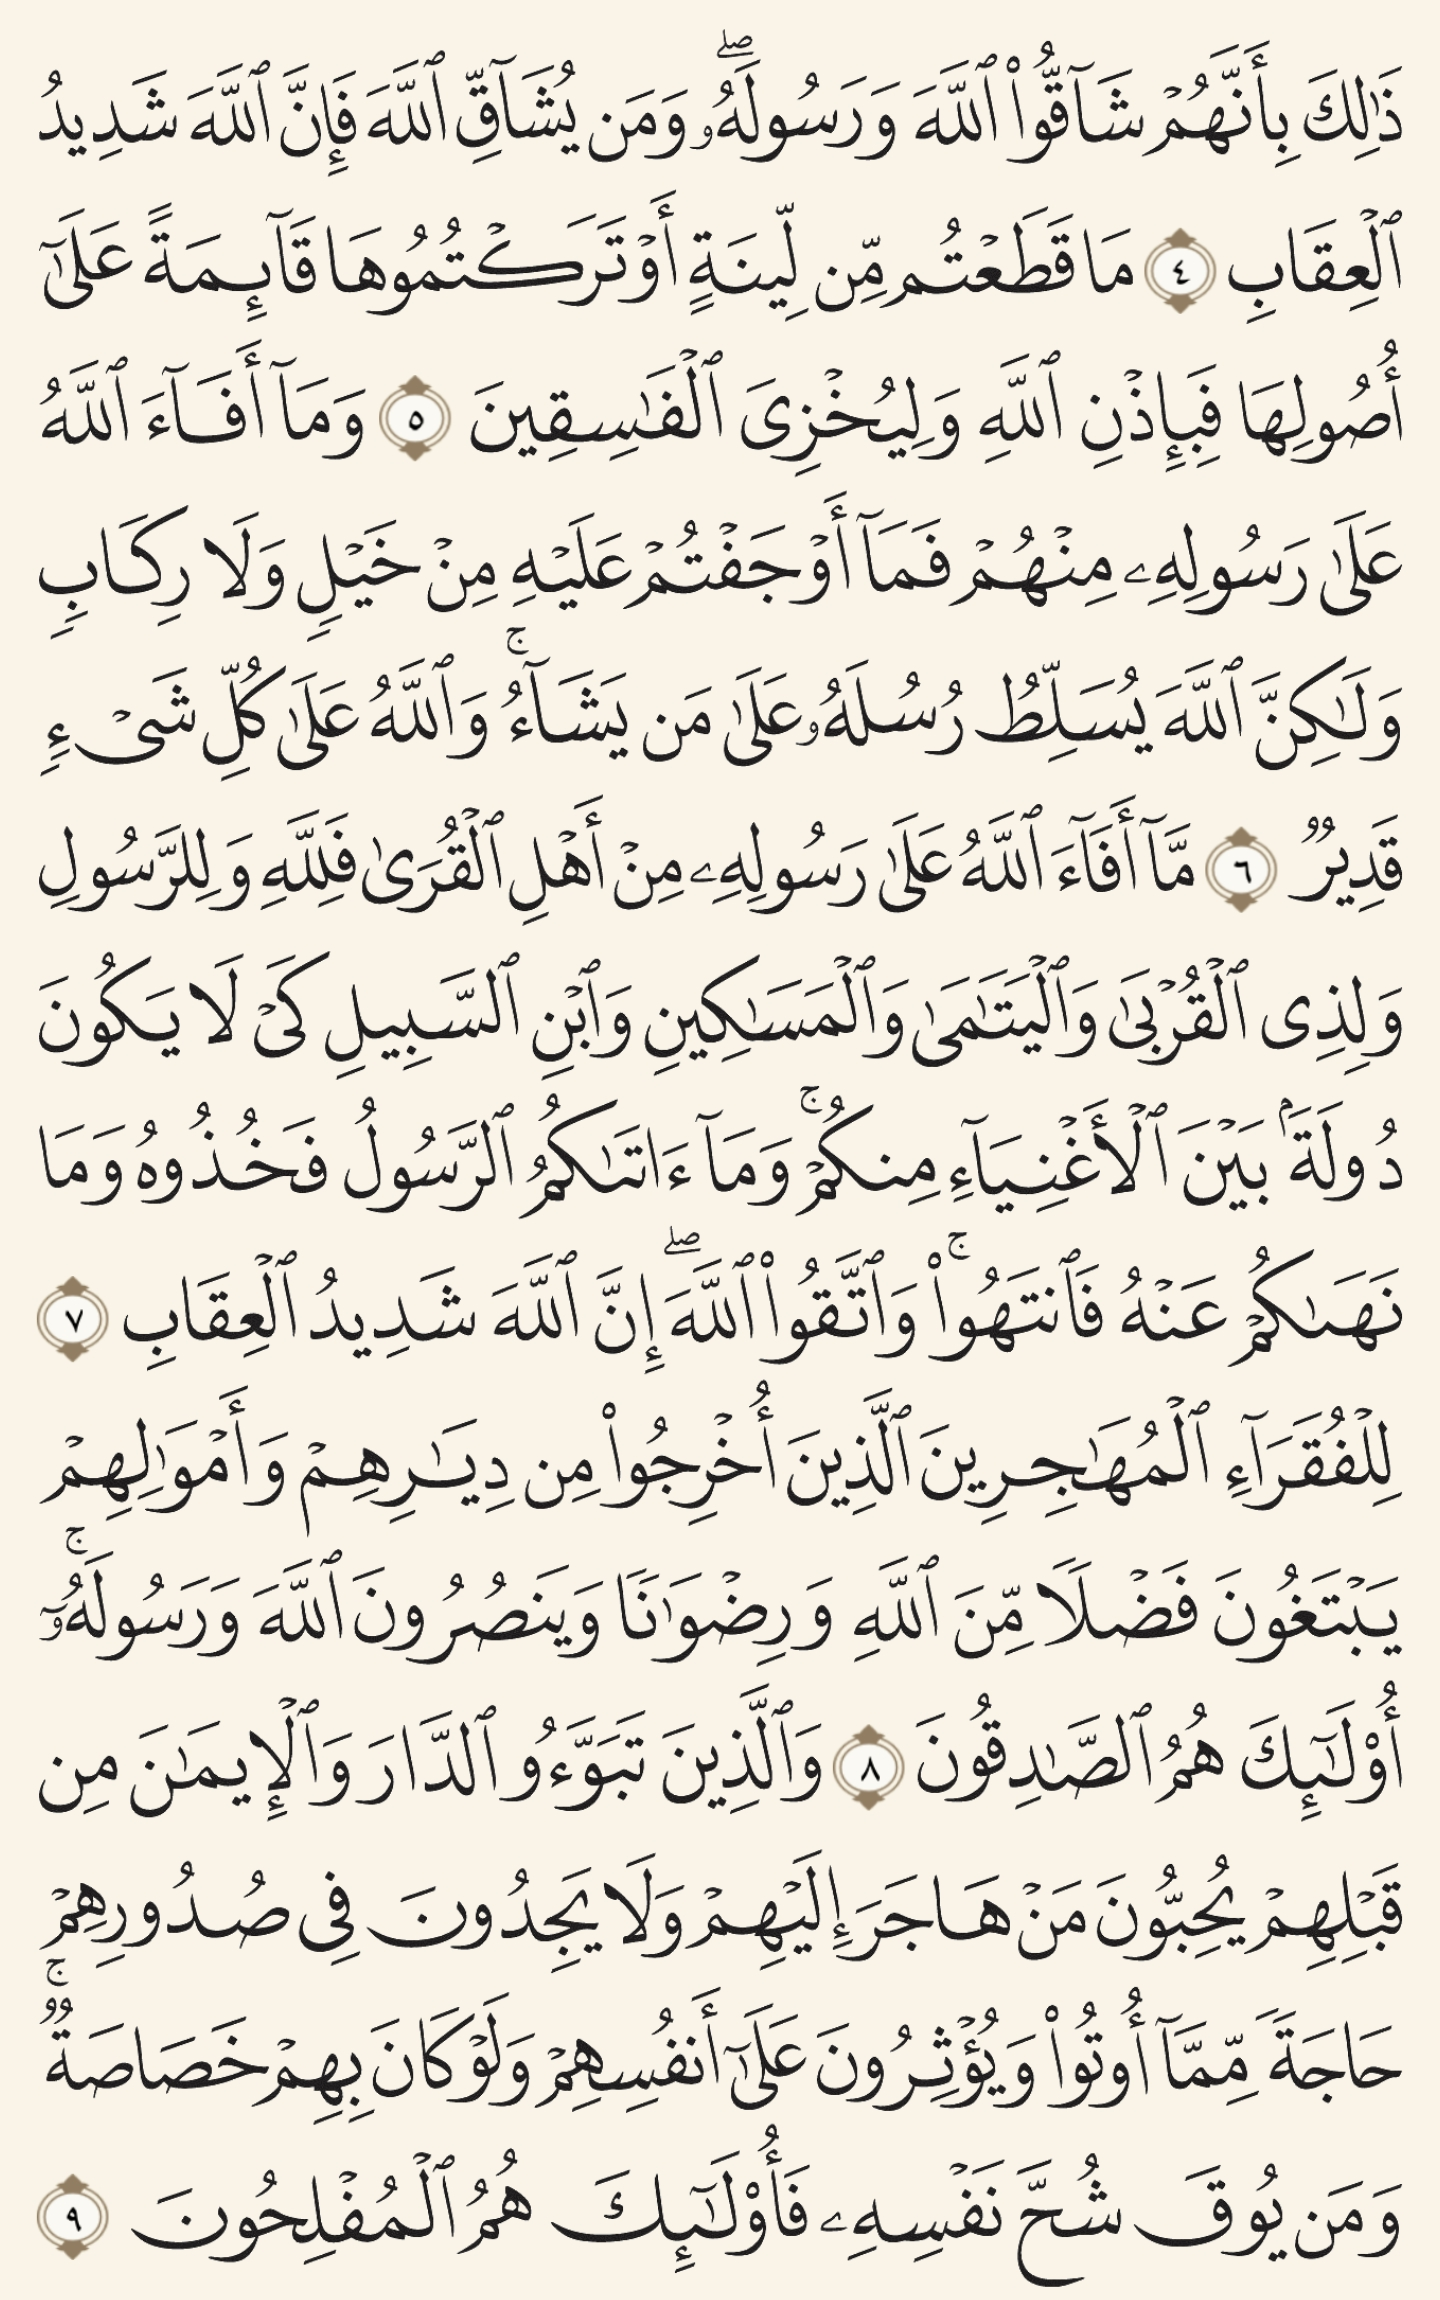 ذَٰلِكَ بِأَنَّهُمۡ شَآقُّواْ ٱللَّهَ وَرَسُولَهُۥۖ وَمَن يُشَآقِّ ٱللَّهَ فَإِنَّ ٱللَّهَ شَدِيدُ
ٱلۡعِقَابِ ٤ مَا قَطَعۡتُم مِّن لِّينَةٍ أَوۡ تَرَكۡتُمُوهَا قَآئِمَةً عَلَىٰٓ
أُصُولِهَا فَبِإِذۡنِ ٱللَّهِ وَلِيُخۡزِيَ ٱلۡفَٰسِقِينَ ٥ وَمَآ أَفَآءَ ٱللَّهُ
عَلَىٰ رَسُولِهِۦ مِنۡهُمۡ فَمَآ أَوۡجَفۡتُمۡ عَلَيۡهِ مِنۡ خَيۡلٖ وَلَا رِكَابٖ
وَلَٰكِنَّ ٱللَّهَ يُسَلِّطُ رُسُلَهُۥ عَلَىٰ مَن يَشَآءُۚ وَٱللَّهُ عَلَىٰ كُلِّ شَيۡءٖ
قَدِيرٞ ٦ مَّآ أَفَآءَ ٱللَّهُ عَلَىٰ رَسُولِهِۦ مِنۡ أَهۡلِ ٱلۡقُرَىٰ فَلِلَّهِ وَلِلرَّسُولِ
وَلِذِي ٱلۡقُرۡبَىٰ وَٱلۡيَتَٰمَىٰ وَٱلۡمَسَٰكِينِ وَٱبۡنِ ٱلسَّبِيلِ كَيۡ لَا يَكُونَ
دُولَةَۢ بَيۡنَ ٱلۡأَغۡنِيَآءِ مِنكُمۡۚ وَمَآ ءَاتَىٰكُمُ ٱلرَّسُولُ فَخُذُوهُ وَمَا
نَهَىٰكُمۡ عَنۡهُ فَٱنتَهُواْۚ وَٱتَّقُواْ ٱللَّهَۖ إِنَّ ٱللَّهَ شَدِيدُ ٱلۡعِقَابِ ٧
لِلۡفُقَرَآءِ ٱلۡمُهَٰجِرِينَ ٱلَّذِينَ أُخۡرِجُواْ مِن دِيَٰرِهِمۡ وَأَمۡوَٰلِهِمۡ
يَبۡتَغُونَ فَضۡلٗا مِّنَ ٱللَّهِ وَرِضۡوَٰنٗا وَيَنصُرُونَ ٱللَّهَ وَرَسُولَهُۥٓۚ
أُوْلَٰٓئِكَ هُمُ ٱلصَّٰدِقُونَ ٨ وَٱلَّذِينَ تَبَوَّءُو ٱلدَّارَ وَٱلۡإِيمَٰنَ مِن
قَبۡلِهِمۡ يُحِبُّونَ مَنۡ هَاجَرَ إِلَيۡهِمۡ وَلَا يَجِدُونَ فِي صُدُورِهِمۡ
حَاجَةٗ مِّمَّآ أُوتُواْ وَيُؤۡثِرُونَ عَلَىٰٓ أَنفُسِهِمۡ وَلَوۡ كَانَ بِهِمۡ خَصَاصَةٞۚ
وَمَن يُوقَ شُحَّ نَفۡسِهِۦ فَأُوْلَٰٓئِكَ هُمُ ٱلۡمُفۡلِحُونَ ٩